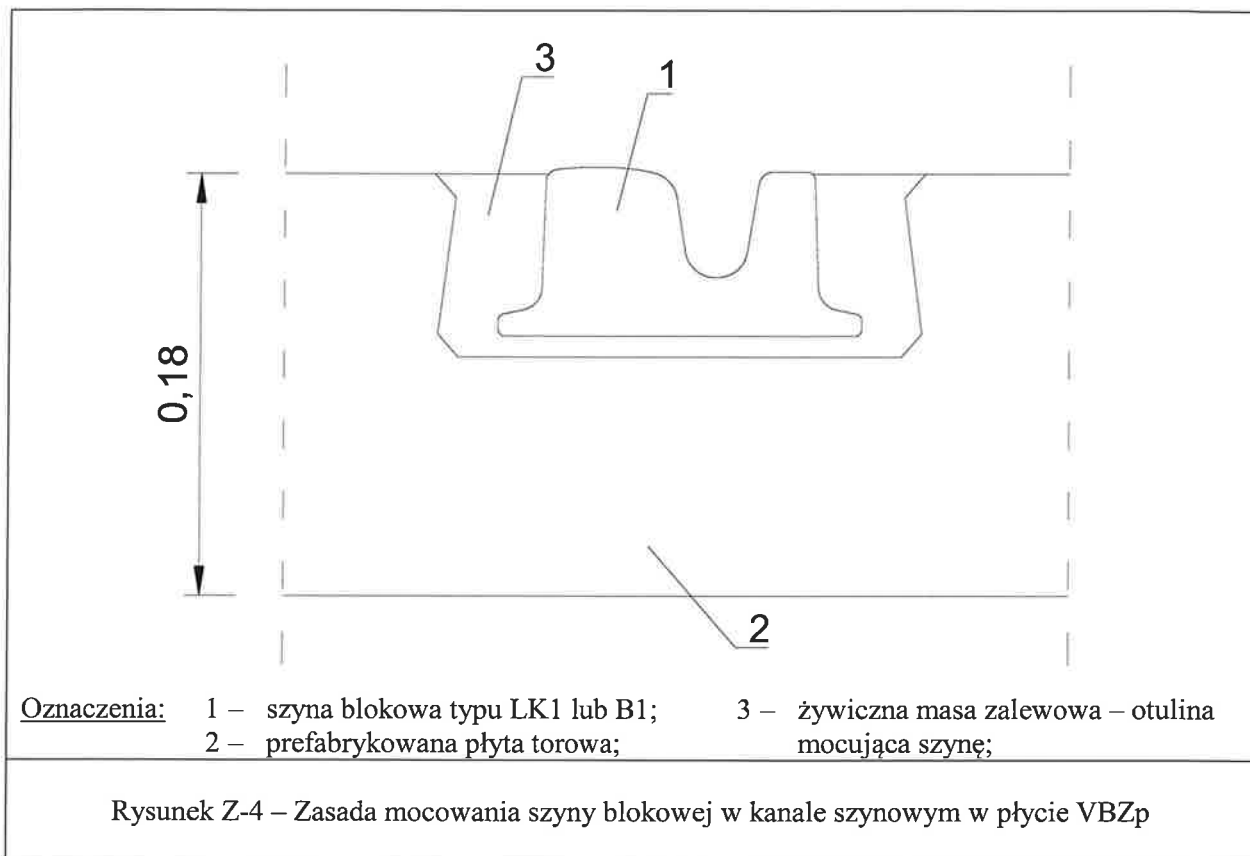 3
1
0,18
2
Oznaczenia: 1 – szyna blokowa typu LK1 lub B1; 3 – żywiczna masa zalewowa – otulina
2 – prefabrykowana płyta torowa; mocująca szynę;
Rysunek Z-4 – Zasada mocowania szyny blokowej w kanale szynowym w płycie VBZp